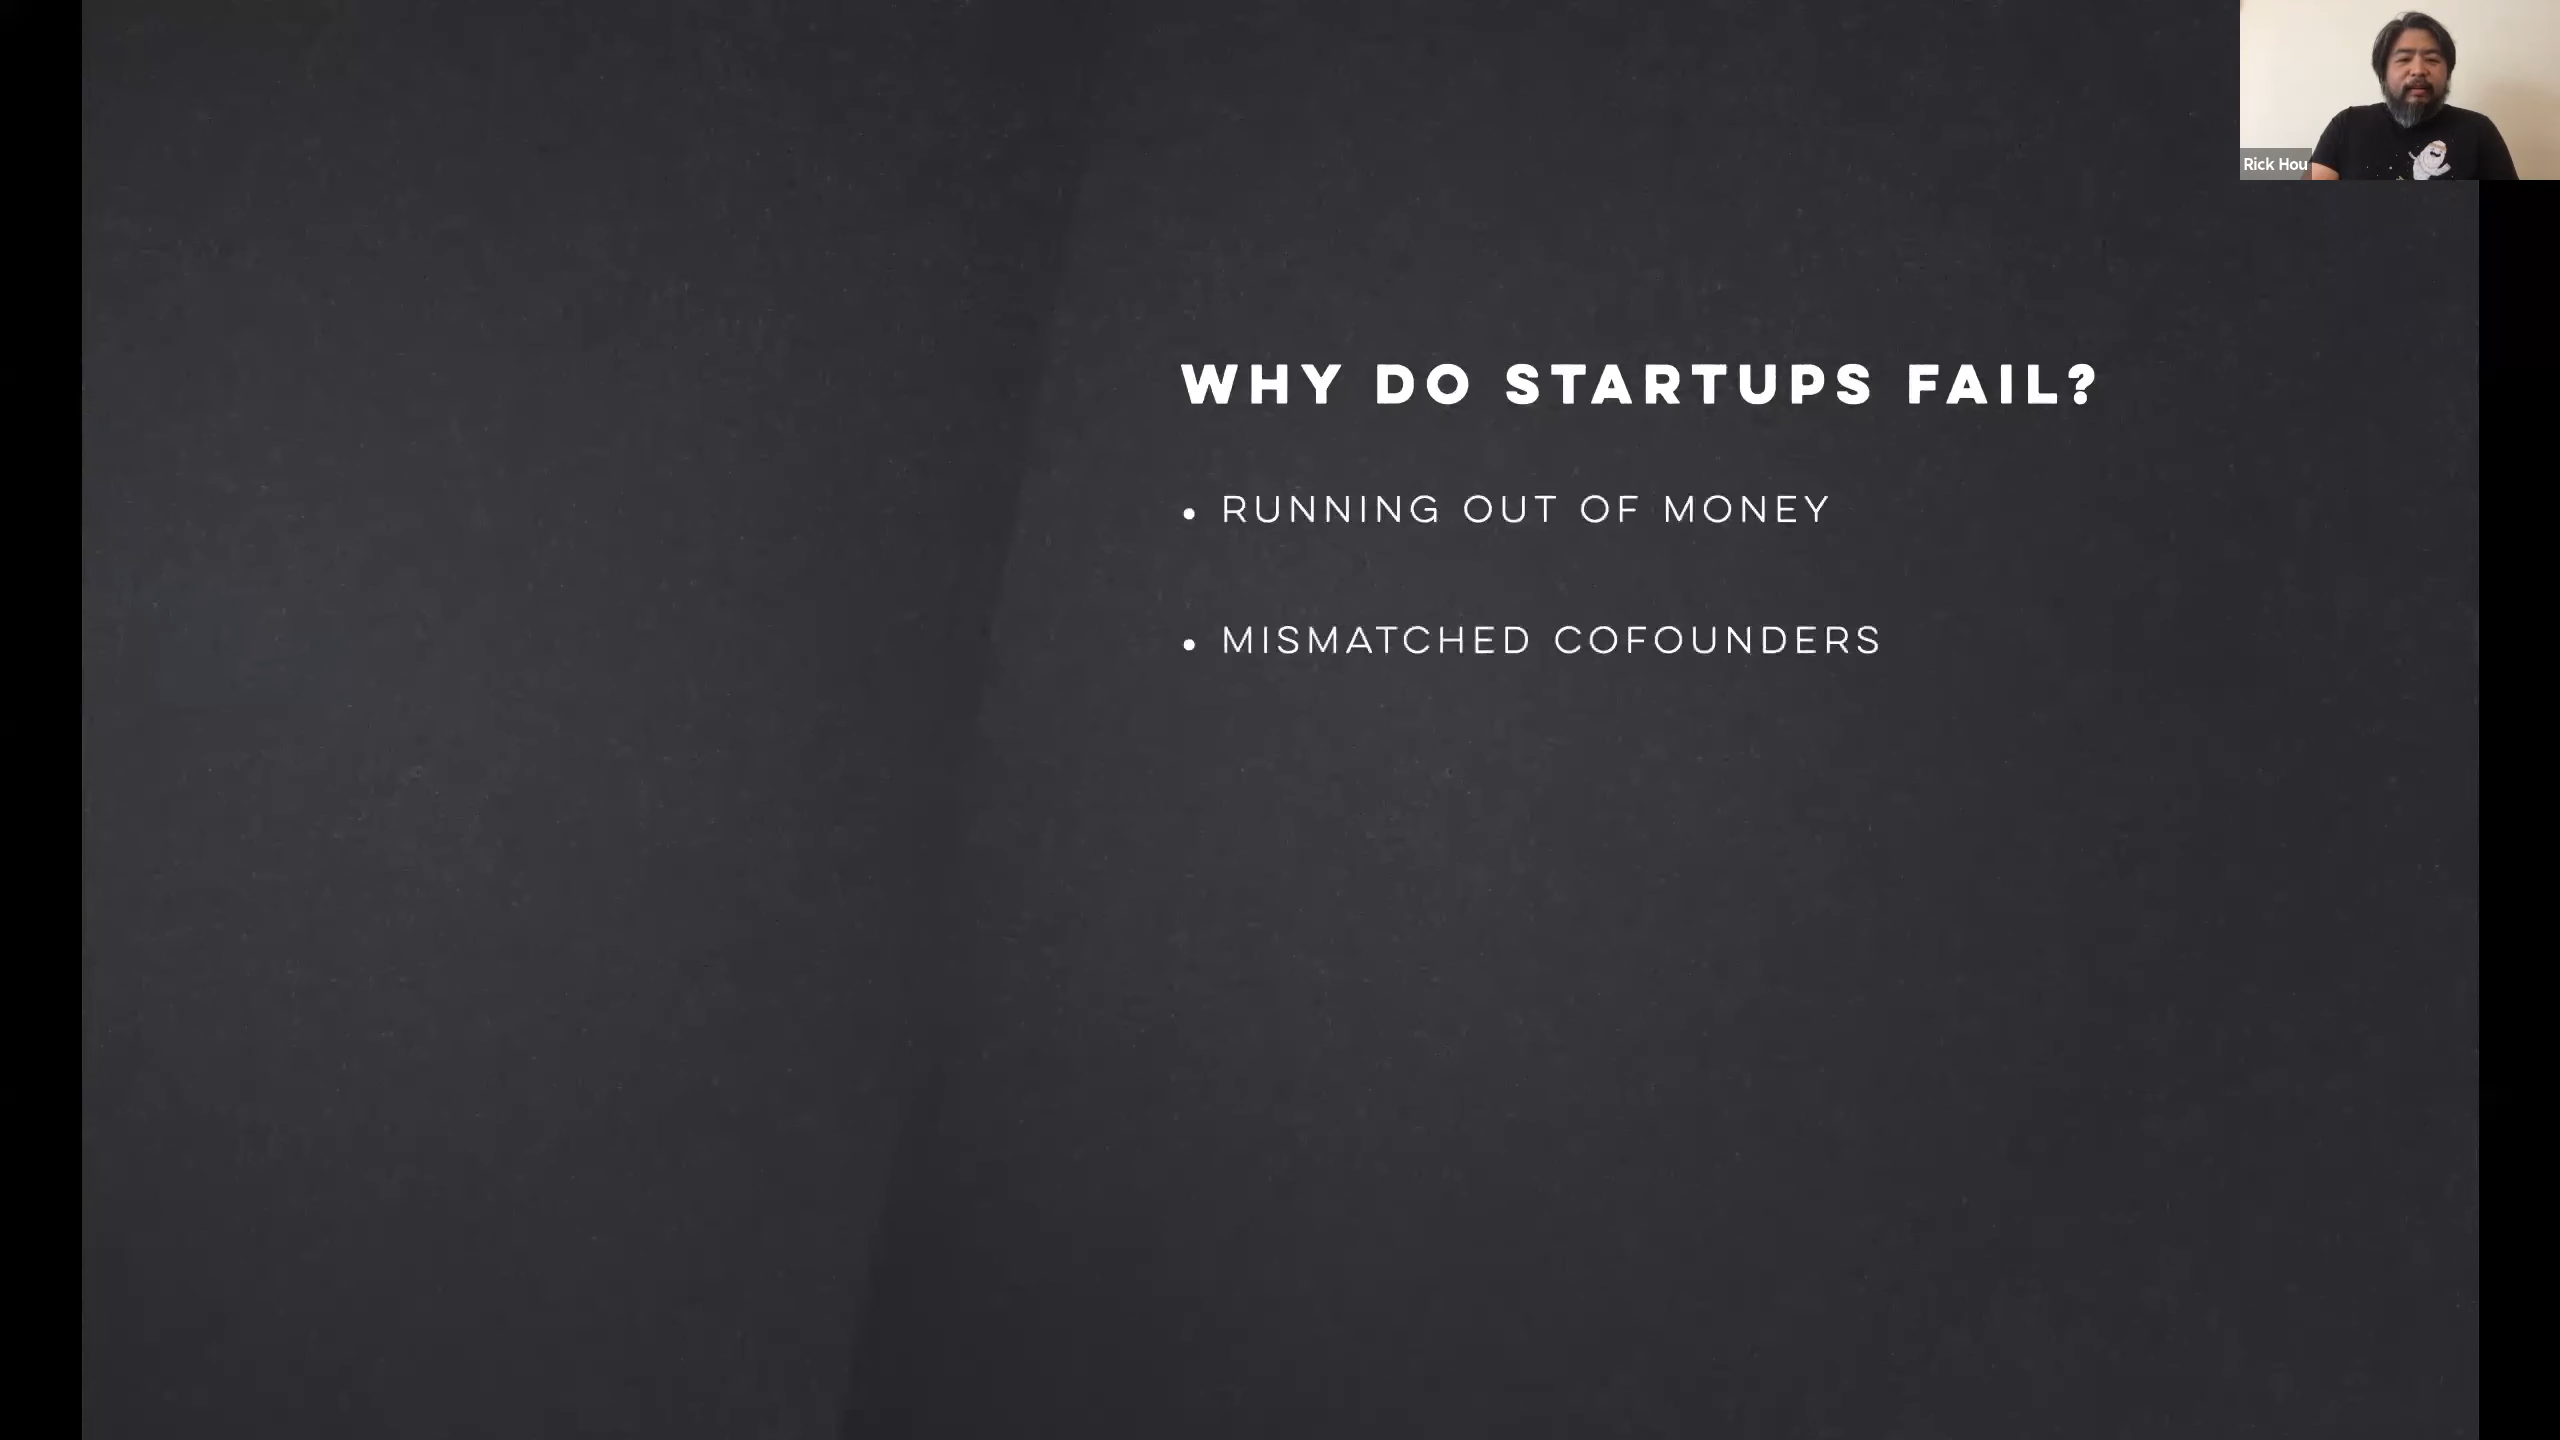 WHY DO STARTUPS FAIL?
• RUNNING OUT OF MONEY
• MISMATCHED COFOUNDERS
Rick Hou